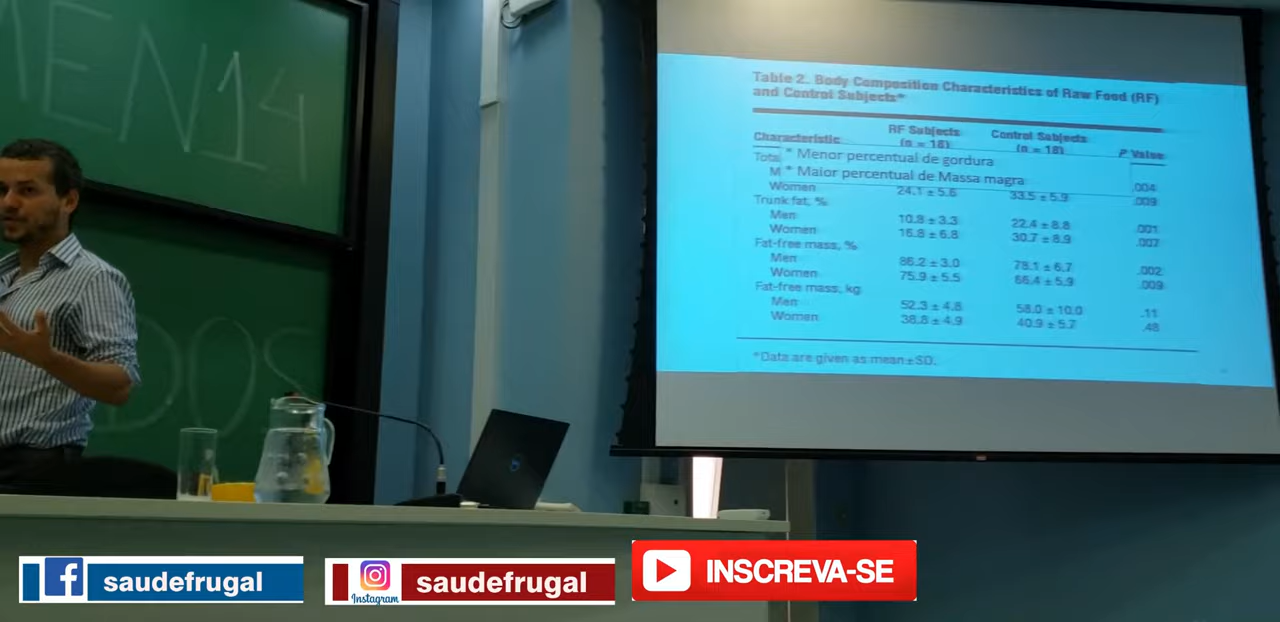 MEN14
DOS
Table 2. Body Composition Characteristics of Raw Food (RF)
and Control Subjects*
Characteristic RF Subjects (n = 18) Control Subjects (n = 18) P Value
Tota
* Menor percentual de gordura
M * Maior percentual de Massa magra .004
Women 24.1 ± 5.6 33.5 ± 5.9 .009
Trunk fat, %
Men 10.8 ± 3.3 22.4 ± 8.8 .001
Women 16.8 ± 6.8 30.7 ± 8.9 .007
Fat-free mass, %
Men 86.2 ± 3.0 78.1 ± 6.7 .002
Women 75.9 ± 5.5 66.4 ± 5.9 .009
Fat-free mass, kg
Men 52.3 ± 4.8 58.0 ± 10.0 .11
Women 38.8 ± 4.9 40.9 ± 5.7 .48
*Data are given as mean ± SD.
saudefrugal
Instagram
saudefrugal
INSCREVA-SE